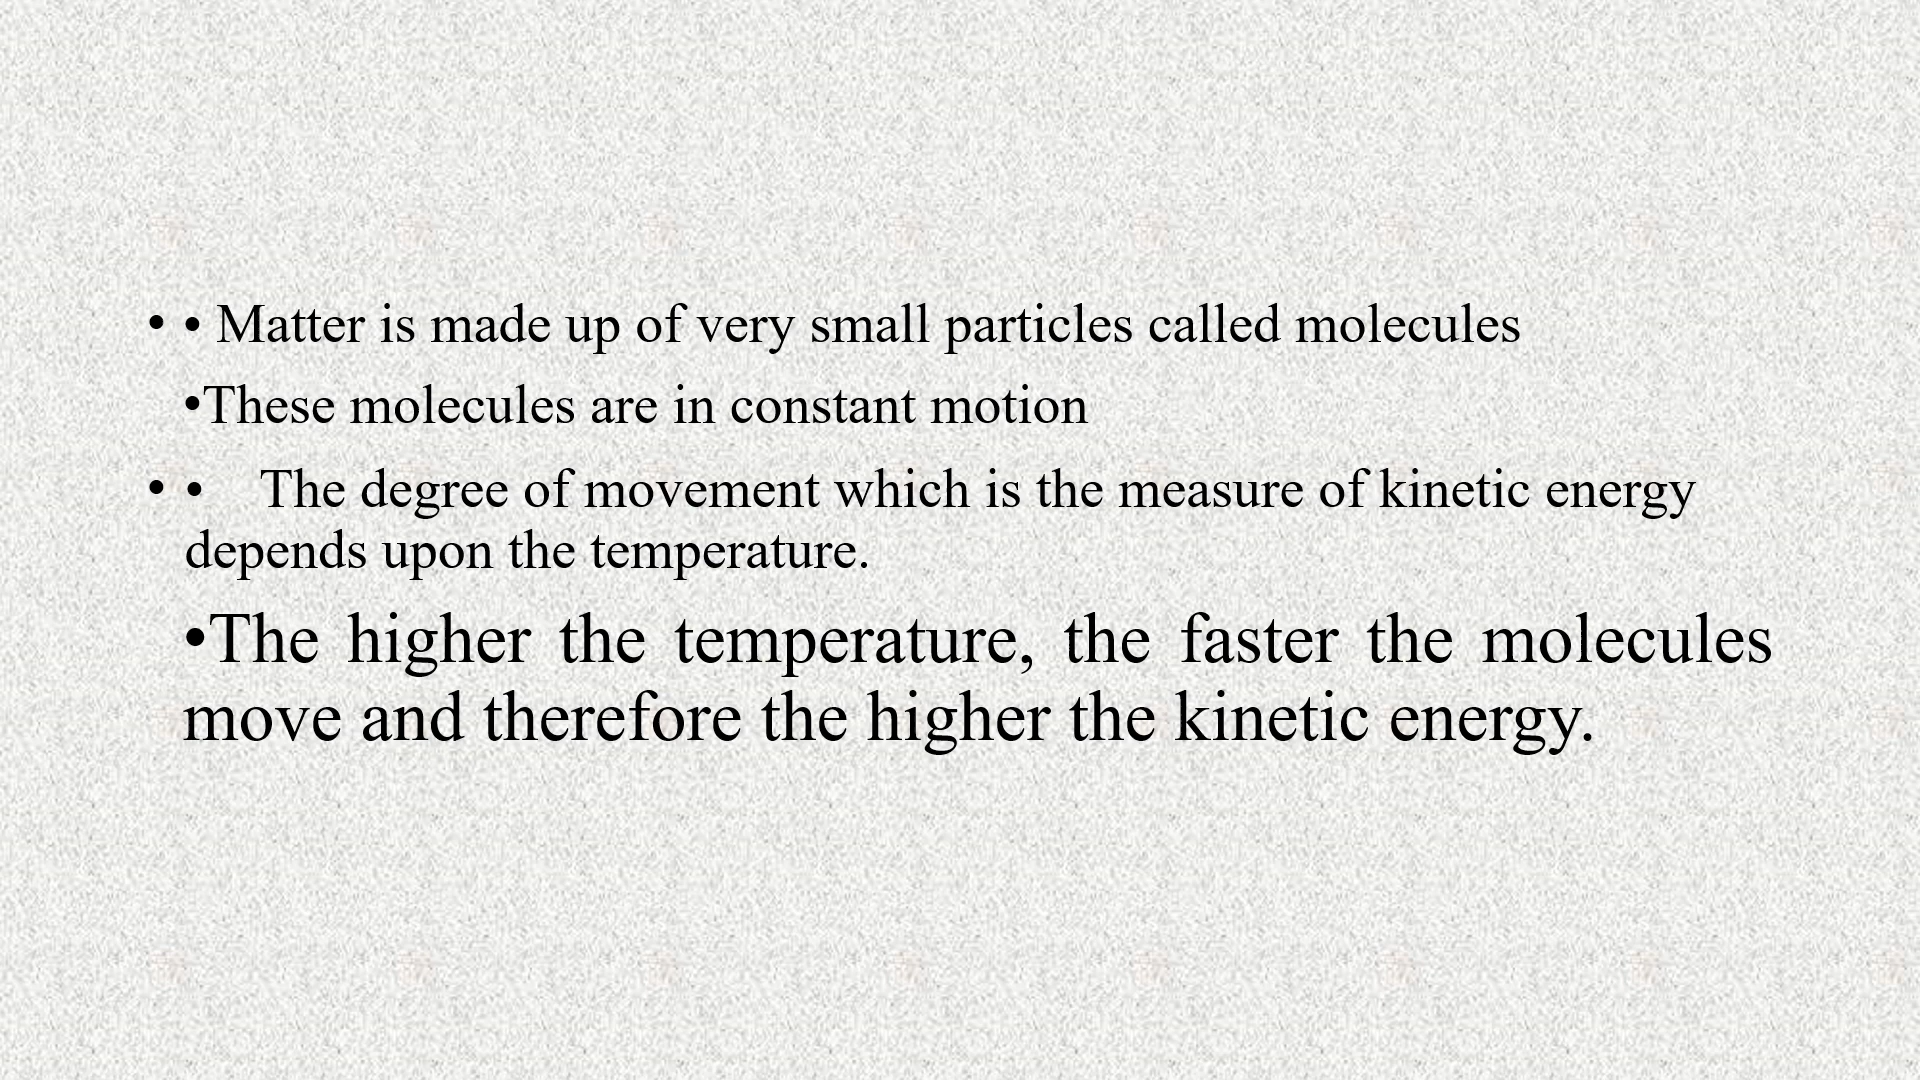 • • Matter is made up of very small particles called molecules
•These molecules are in constant motion
• • The degree of movement which is the measure of kinetic energy
depends upon the temperature.
•The higher the temperature, the faster the molecules
move and therefore the higher the kinetic energy.